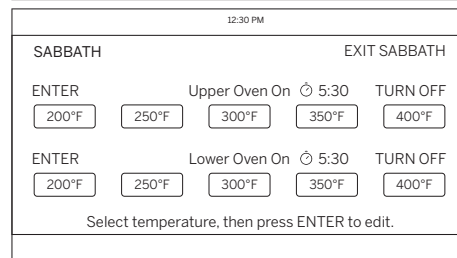 12:30 PM
SABBATH EXIT SABBATH
ENTER Upper Oven On 5:30 TURN OFF
200°F 250°F 300°F 350°F 400°F
ENTER Lower Oven On 5:30 TURN OFF
200°F 250°F 300°F 350°F 400°F
Select temperature, then press ENTER to edit.